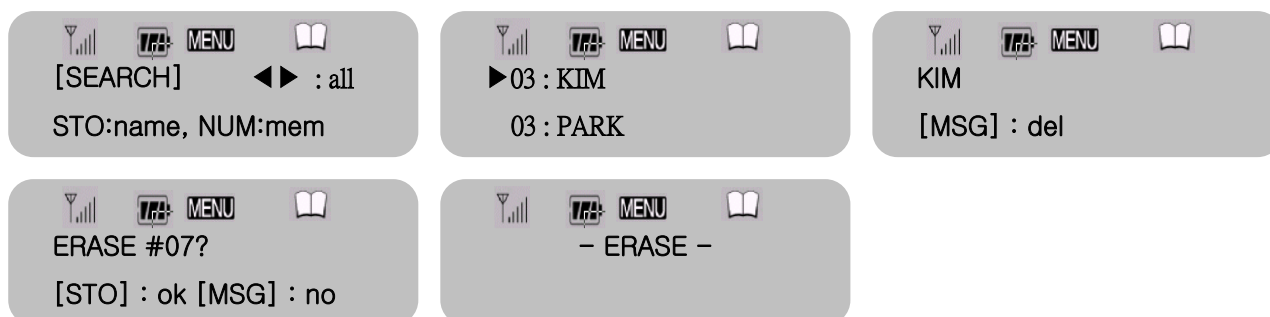 MENU
[SEARCH] ◀▶ : all
STO:name, NUM:mem
MENU
▶03 : KIM
03 : PARK
MENU
KIM
[MSG] : del
MENU
ERASE #07?
[STO] : ok [MSG] : no
MENU
- ERASE -